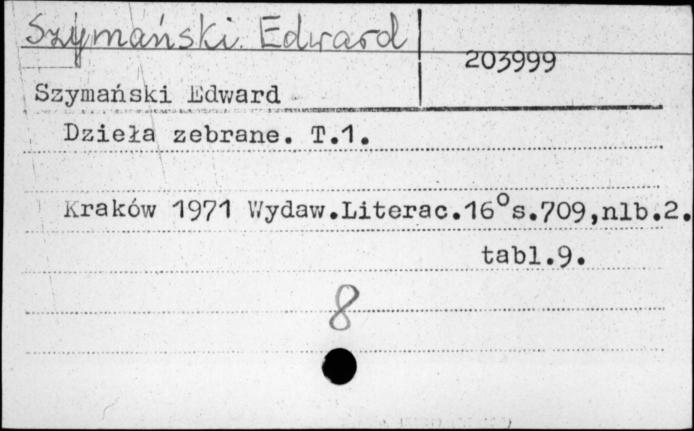 Szymański Edward
203999
Szymański Edward
Dzieła zebrane. T.1.
Kraków 1971 Wydaw.Literac.16°s.709,nlb.2.
tabl.9.
8